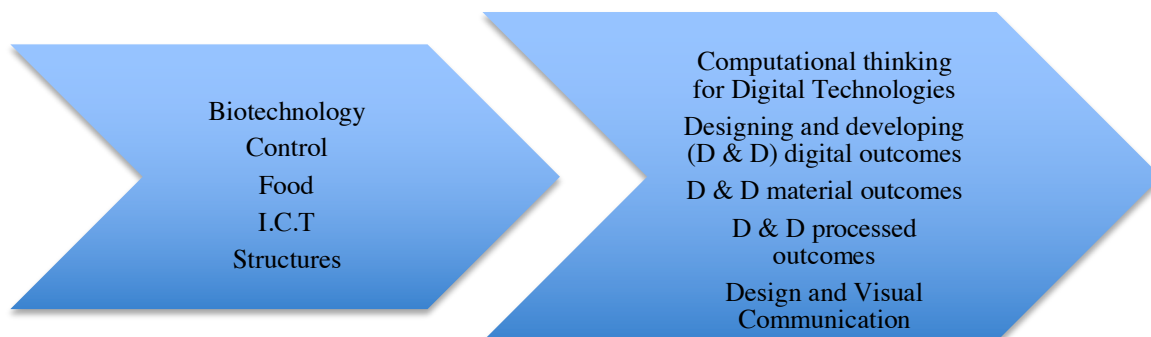 Biotechnology
Control
Food
I.C.T
Structures
Computational thinking
for Digital Technologies
Designing and developing
(D & D) digital outcomes
D & D material outcomes
D & D processed
outcomes
Design and Visual
Communication